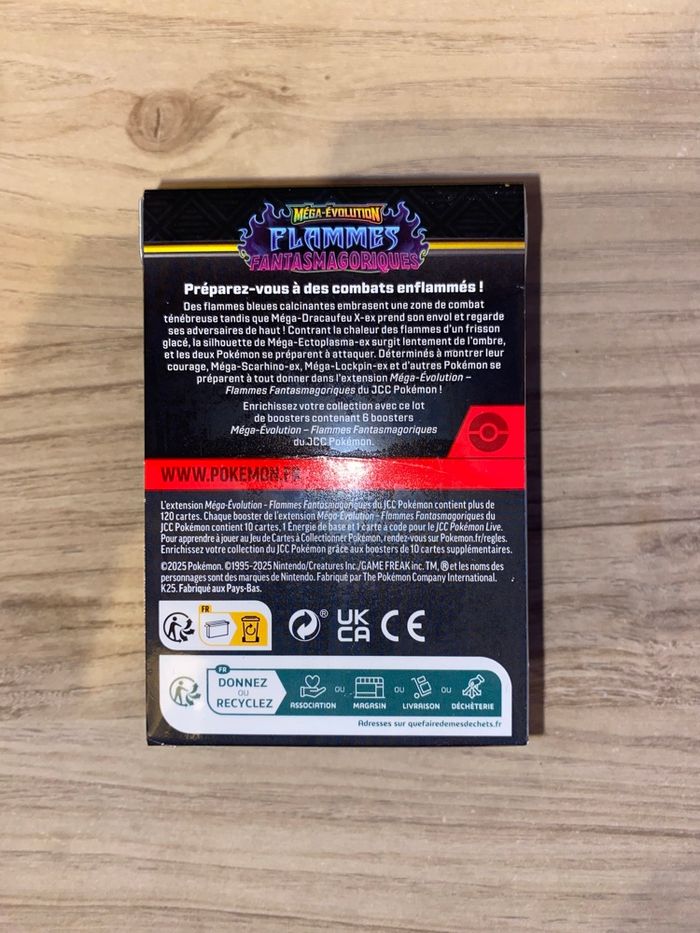 MÉGA-ÉVOLUTION
FLAMMES
FANTASMAGORIQUES
Préparez-vous à des combats enflammés !
Des flammes bleues calcinantes embrasent une zone de combat
ténébreuse tandis que Méga-Dracaufeu X-ex prend son envol et regarde
ses adversaires de haut ! Contrant la chaleur des flammes d'un frisson
glacé, la silhouette de Méga-Ectoplasma-ex surgit lentement de l'ombre,
et les deux Pokémon se préparent à attaquer. Déterminés à montrer leur
courage, Méga-Scarhino-ex, Méga-Lockpin-ex et d'autres Pokémon se
préparent à tout donner dans l'extension Méga-Évolution –
Flammes Fantasmagoriques du JCC Pokémon !
Enrichissez votre collection avec ce lot
de boosters contenant 6 boosters
Méga-Évolution – Flammes Fantasmagoriques
du JCC Pokémon.
WWW.POKEMON.FR
L'extension Méga-Évolution – Flammes Fantasmagoriques du JCC Pokémon contient plus de
120 cartes. Chaque booster de l'extension Méga-Évolution – Flammes Fantasmagoriques du
JCC Pokémon contient 10 cartes, 1 Énergie de base et 1 carte à code pour le JCC Pokémon Live.
Pour apprendre à jouer au Jeu de Cartes à Collectionner Pokémon, rendez-vous sur Pokemon.fr/regles.
Enrichissez votre collection du JCC Pokémon grâce aux boosters de 10 cartes supplémentaires.
©2025 Pokémon. ©1995-2025 Nintendo/Creatures Inc./GAME FREAK inc. TM, ® et les noms des
personnages sont des marques de Nintendo. Fabriqué par The Pokémon Company International.
K25. Fabriqué aux Pays-Bas.
FR
® UK CA CE
FR
DONNEZ
OU
RECYCLEZ
ASSOCIATION OU MAGASIN OU LIVRAISON OU DÉCHÈTERIE
Adresses sur quefairedemesdechets.fr